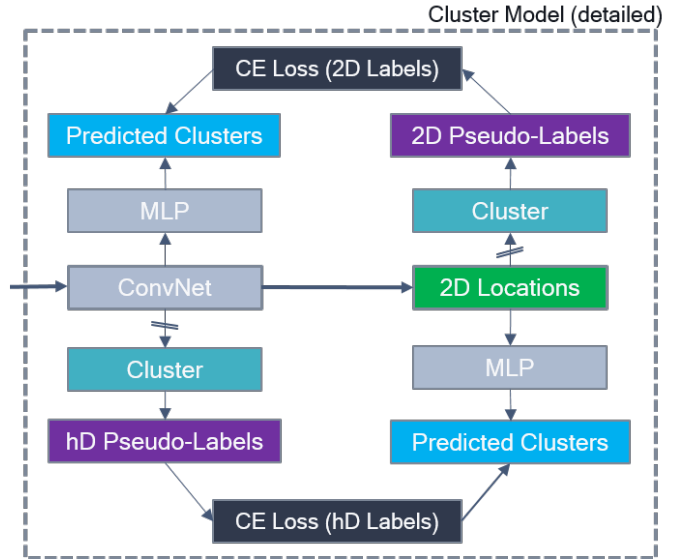 Cluster Model (detailed)
CE Loss (2D Labels)
Predicted Clusters
2D Pseudo-Labels
MLP
Cluster
ConvNet
2D Locations
Cluster
MLP
hD Pseudo-Labels
Predicted Clusters
CE Loss (hD Labels)